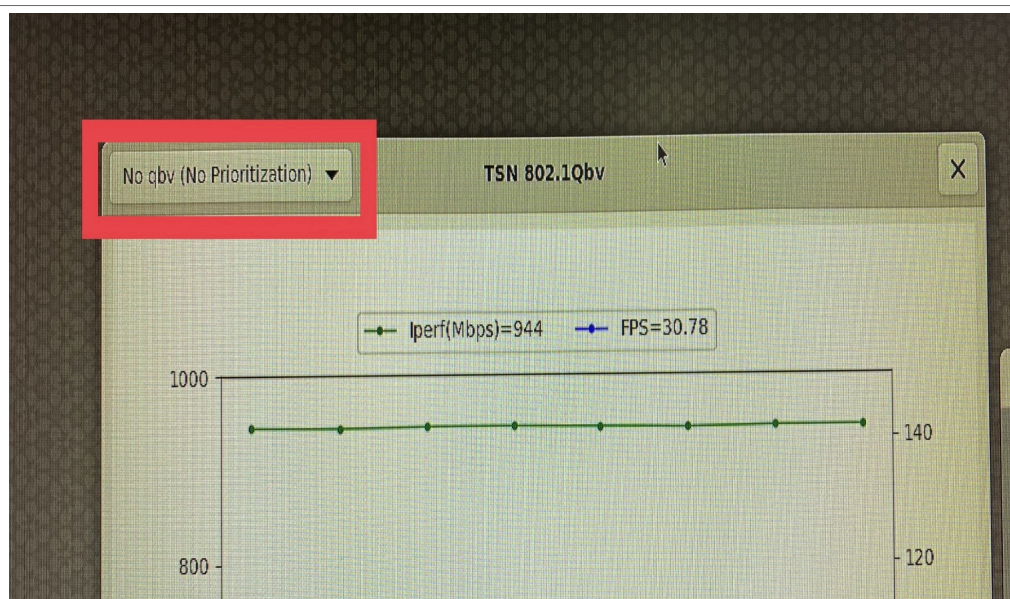 No qbv (No Prioritization) ▼
TSN 802.1Qbv
X
Iperf(Mbps)=944
FPS=30.78
1000
140
800
120